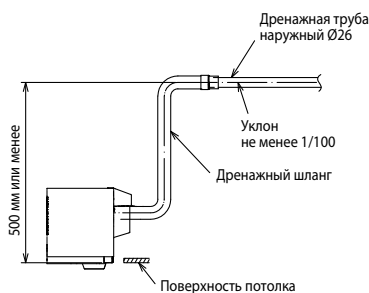 Дренажная труба
наружный Ø26
Уклон
не менее 1/100
Дренажный шланг
500 мм или менее
Поверхность потолка